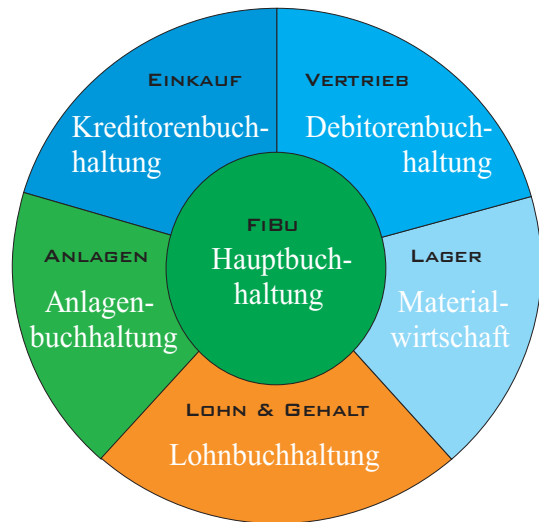 EINKAUF
Kreditorenbuch-
haltung
VERTRIEB
Debitorenbuch-
haltung
FIBU
Hauptbuch-
haltung
ANLAGEN
Anlagen-
buchhaltung
LAGER
Material-
wirtschaft
LOHN & GEHALT
Lohnbuchhaltung